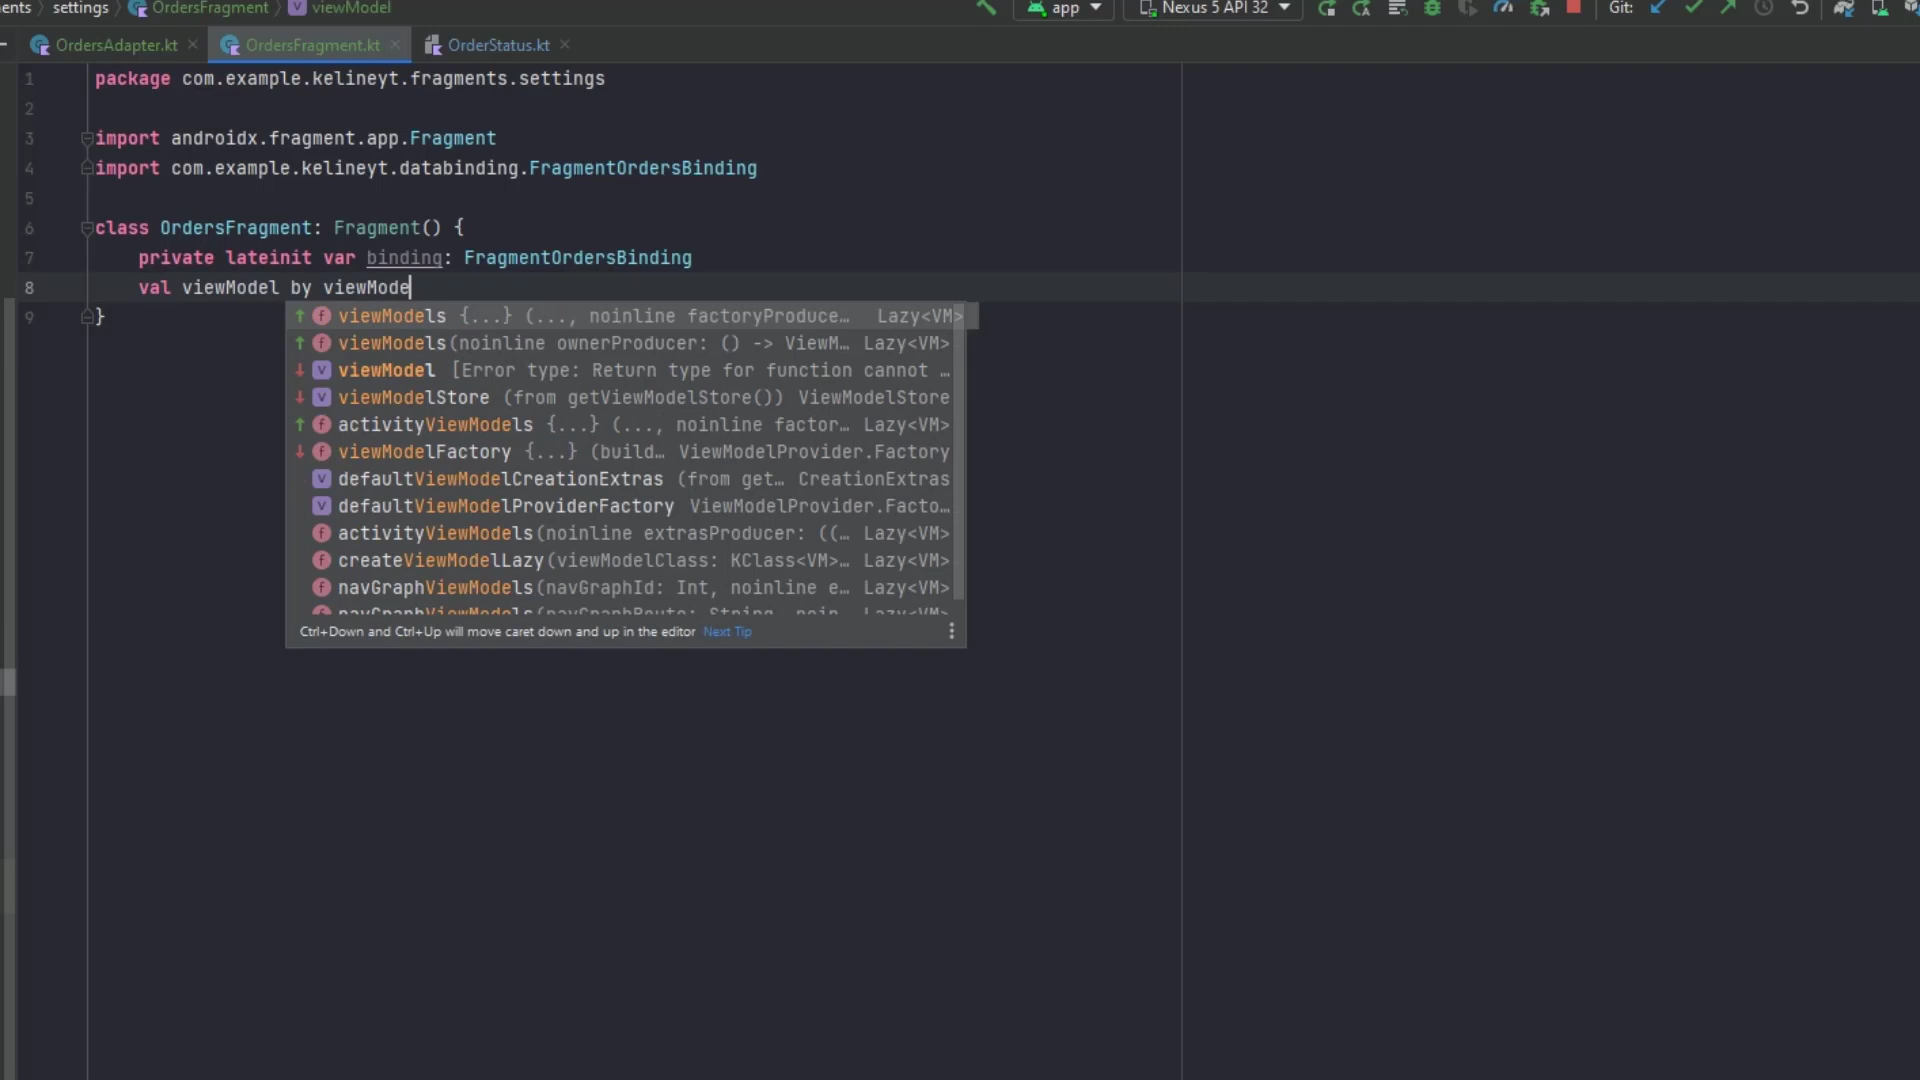 ents › settings › OrdersFragment › viewModel app Nexus 5 API 32 Git:
OrdersAdapter.kt OrdersFragment.kt OrderStatus.kt
1 package com.example.kelineyt.fragments.settings
2
3 import androidx.fragment.app.Fragment
4 import com.example.kelineyt.databinding.FragmentOrdersBinding
5
6 class OrdersFragment: Fragment() {
7 private lateinit var binding: FragmentOrdersBinding
8 val viewModel by viewMode
9 }
viewModels {...} (..., noinline factoryProduce… Lazy<VM>
viewModels(noinline ownerProducer: () -> ViewM… Lazy<VM>
viewModel [Error type: Return type for function cannot …
viewModelStore (from getViewModelStore()) ViewModelStore
activityViewModels {...} (..., noinline factor… Lazy<VM>
viewModelFactory {...} (build… ViewModelProvider.Factory
defaultViewModelCreationExtras (from get… CreationExtras
defaultViewModelProviderFactory ViewModelProvider.Facto…
activityViewModels(noinline extrasProducer: ((… Lazy<VM>
createViewModelLazy(viewModelClass: KClass<VM>… Lazy<VM>
navGraphViewModels(navGraphId: Int, noinline e… Lazy<VM>
navGraphViewModels(navGraphRoute: String, noin… Lazy<VM>
Ctrl+Down and Ctrl+Up will move caret down and up in the editor Next Tip